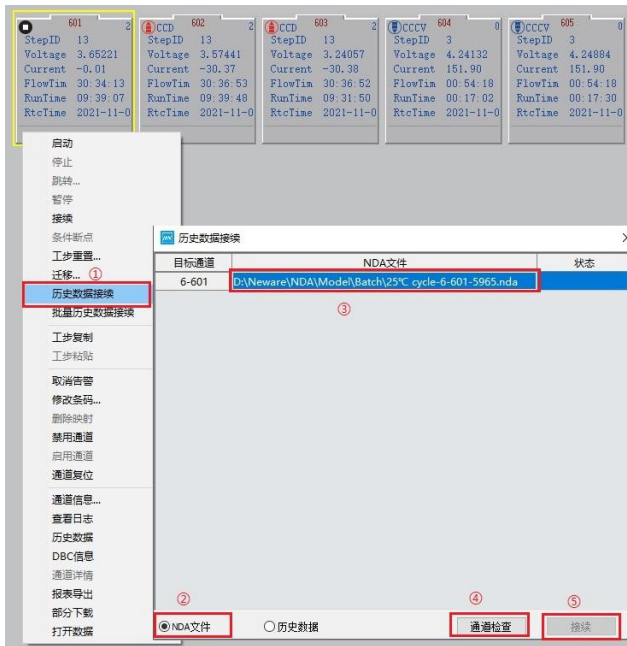 601 2
StepID 13
Voltage 3.65221
Current -0.01
FlowTim 30:34:13
RunTime 09:39:07
RtcTime 2021-11-0
CCD 602 2
StepID 13
Voltage 3.57441
Current -30.37
FlowTim 30:36:53
RunTime 09:39:48
RtcTime 2021-11-0
CCD 603 2
StepID 13
Voltage 3.24057
Current -30.38
FlowTim 30:36:52
RunTime 09:31:50
RtcTime 2021-11-0
CCCV 604 0
StepID 3
Voltage 4.24132
Current 151.90
FlowTim 00:54:18
RunTime 00:17:02
RtcTime 2021-11-0
CCCV 605 0
StepID 3
Voltage 4.24884
Current 151.90
FlowTim 00:54:18
RunTime 00:17:30
RtcTime 2021-11-0
启动
停止
跳转...
暂停
接续
条件断点
工步重置...
迁移... ①
历史数据接续
批量历史数据接续
工步复制
工步粘贴
取消告警
修改条码...
删除映射
禁用通道
启用通道
通道复位
通道信息...
查看日志
历史数据
DBC信息
通道详情
报表导出
部分下载
打开数据
历史数据接续
目标通道 NDA文件 状态
6-601 D:\Neware\NDA\Model\Batch\25℃ cycle-6-601-5965.nda
③
② ④ ⑤
NDA文件 历史数据 通道检查 接续